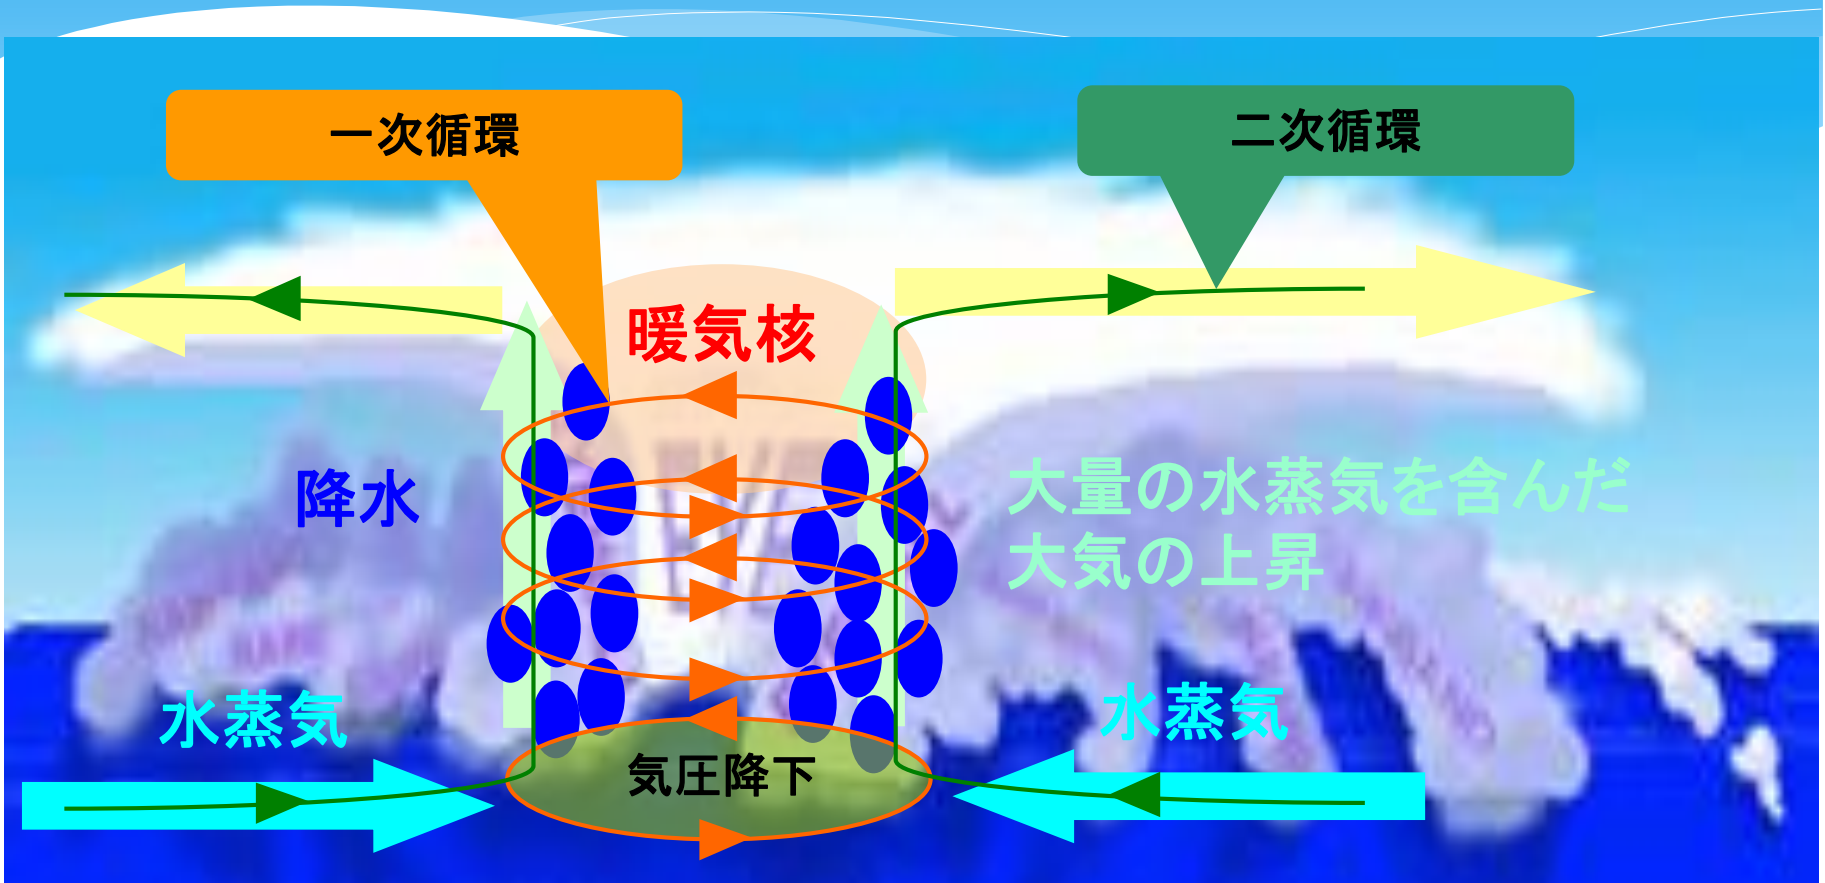 一次循環
二次循環
暖気核
降水
大量の水蒸気を含んだ
大気の上昇
水蒸気
水蒸気
気圧降下